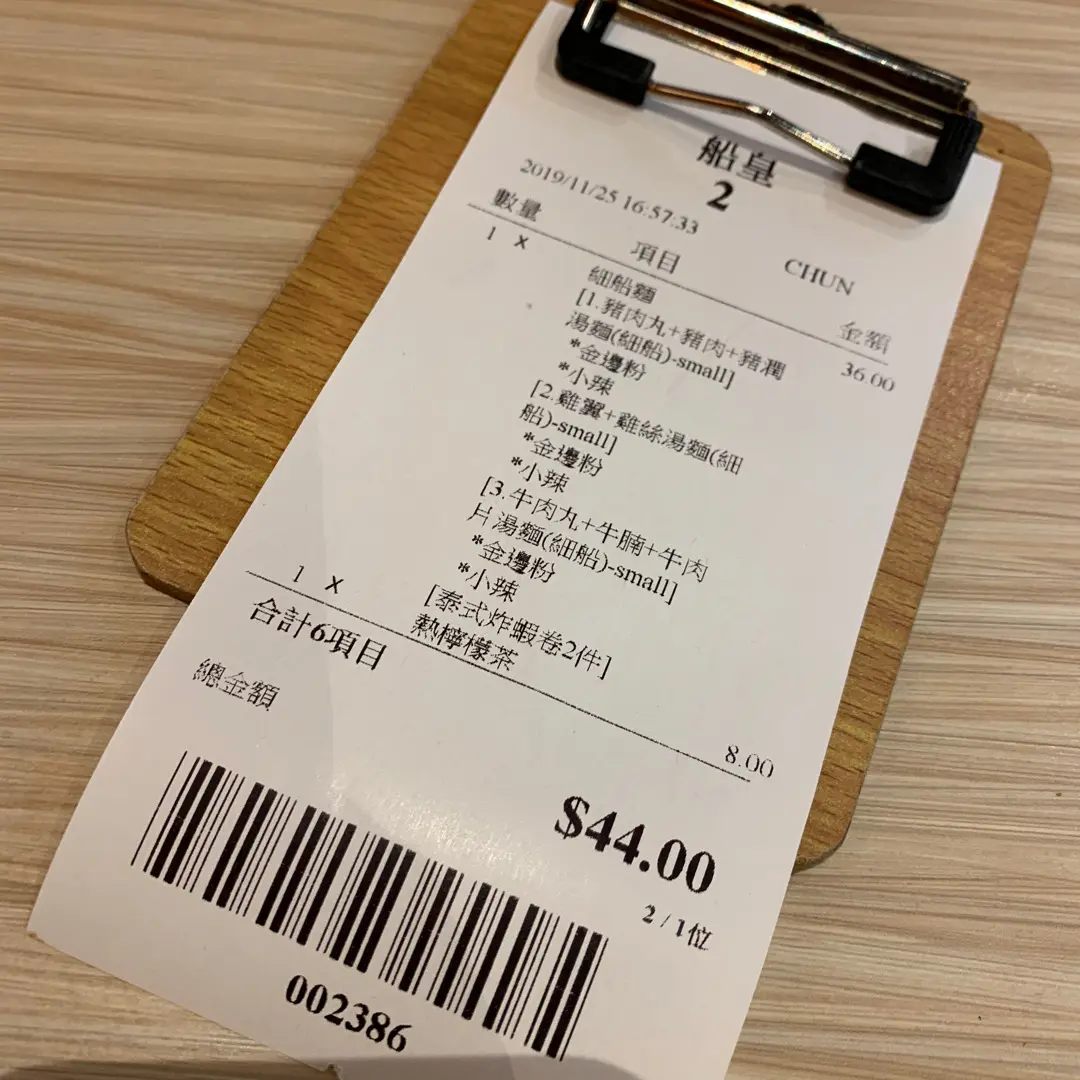 船皇
2
2019/11/25 16:57:33
CHUN
數量 項目 金額
1 X 細船麵 36.00
[1.豬肉丸+豬肉+豬潤
湯麵(細船)-small]
*金邊粉
*小辣
[2.雞翼+雞絲湯麵(細
船)-small]
*金邊粉
*小辣
[3.牛肉丸+牛腩+牛肉
片湯麵(細船)-small]
*金邊粉
*小辣
[泰式炸蝦卷2件]
1 X 熱檸檬茶 8.00
合計6項目
總金額 $44.00
2 / 1位
002386